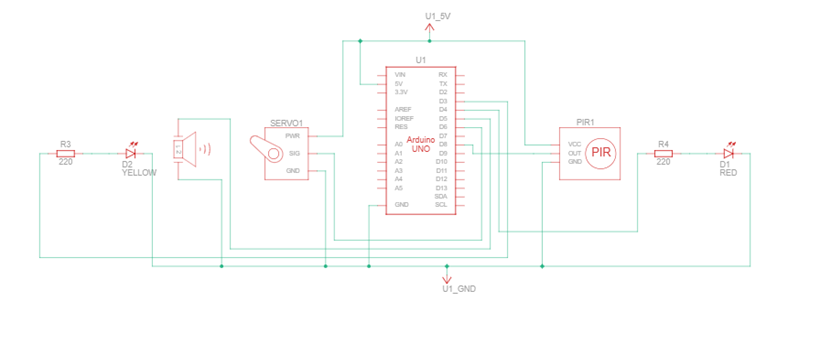 U1_5V
U1
VIN
5V
3.3V
AREF
IOREF
RES
A0
A1
A2
A3
A4
A5
GND
RX
TX
D2
D3
D4
D5
D6
D7
D8
D9
D10
D11
D12
D13
SDA
SCL
Arduino
UNO
R3
220
D2
YELLOW
1 2
SERVO1
PWR
SIG
GND
PIR1
VCC
OUT
GND
PIR
R4
220
D1
RED
U1_GND